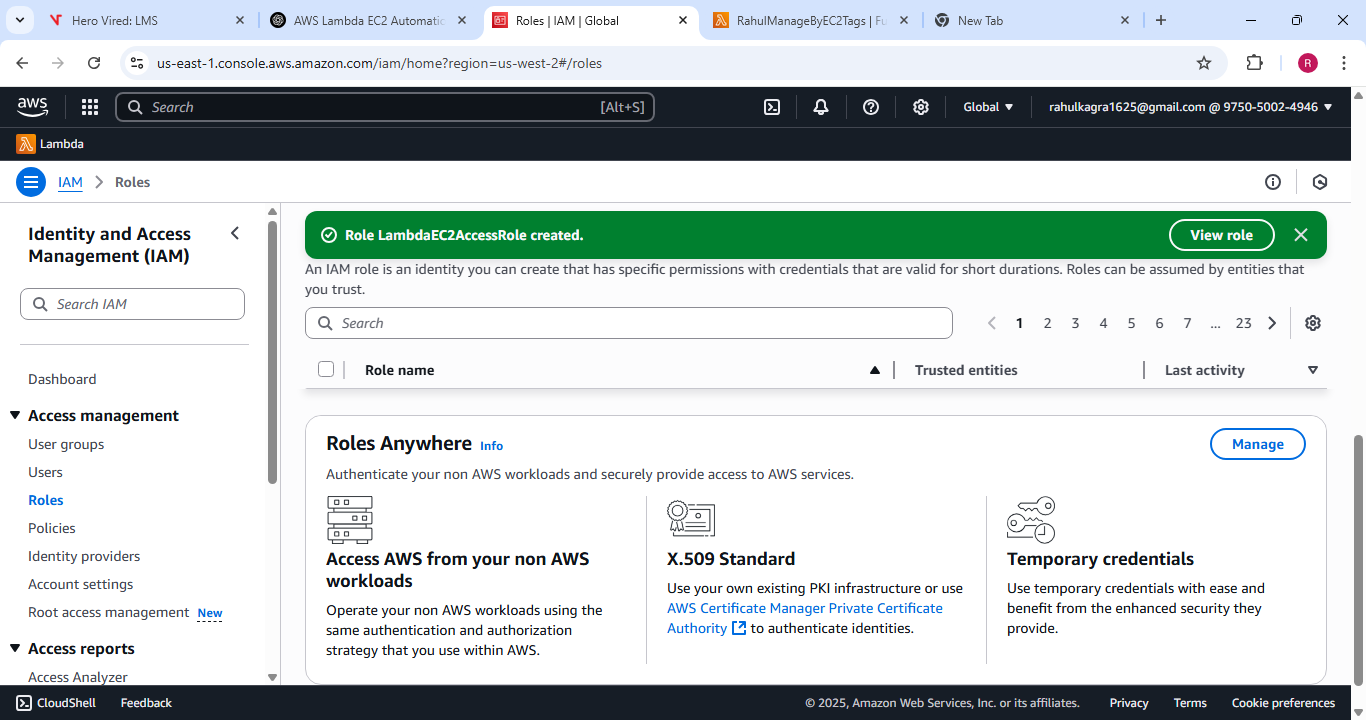 Hero Vired: LMS
AWS Lambda EC2 Automatic
Roles | IAM | Global
RahulManageByEC2Tags | Fu
New Tab
us-east-1.console.aws.amazon.com/iam/home?region=us-west-2#/roles
R
aws
Search
[Alt+S]
Global
rahulkagra1625@gmail.com @ 9750-5002-4946
Lambda
IAM
Roles
Identity and Access
Management (IAM)
Search IAM
Dashboard
Access management
User groups
Users
Roles
Policies
Identity providers
Account settings
Root access management New
Access reports
Access Analyzer
Role LambdaEC2AccessRole created.
View role
An IAM role is an identity you can create that has specific permissions with credentials that are valid for short durations. Roles can be assumed by entities that
you trust.
Search
1 2 3 4 5 6 7 ... 23
Role name
Trusted entities
Last activity
Roles Anywhere Info
Manage
Authenticate your non AWS workloads and securely provide access to AWS services.
Access AWS from your non AWS
workloads
Operate your non AWS workloads using the
same authentication and authorization
strategy that you use within AWS.
X.509 Standard
Use your own existing PKI infrastructure or use
AWS Certificate Manager Private Certificate
Authority to authenticate identities.
Temporary credentials
Use temporary credentials with ease and
benefit from the enhanced security they
provide.
CloudShell
Feedback
© 2025, Amazon Web Services, Inc. or its affiliates.
Privacy
Terms
Cookie preferences